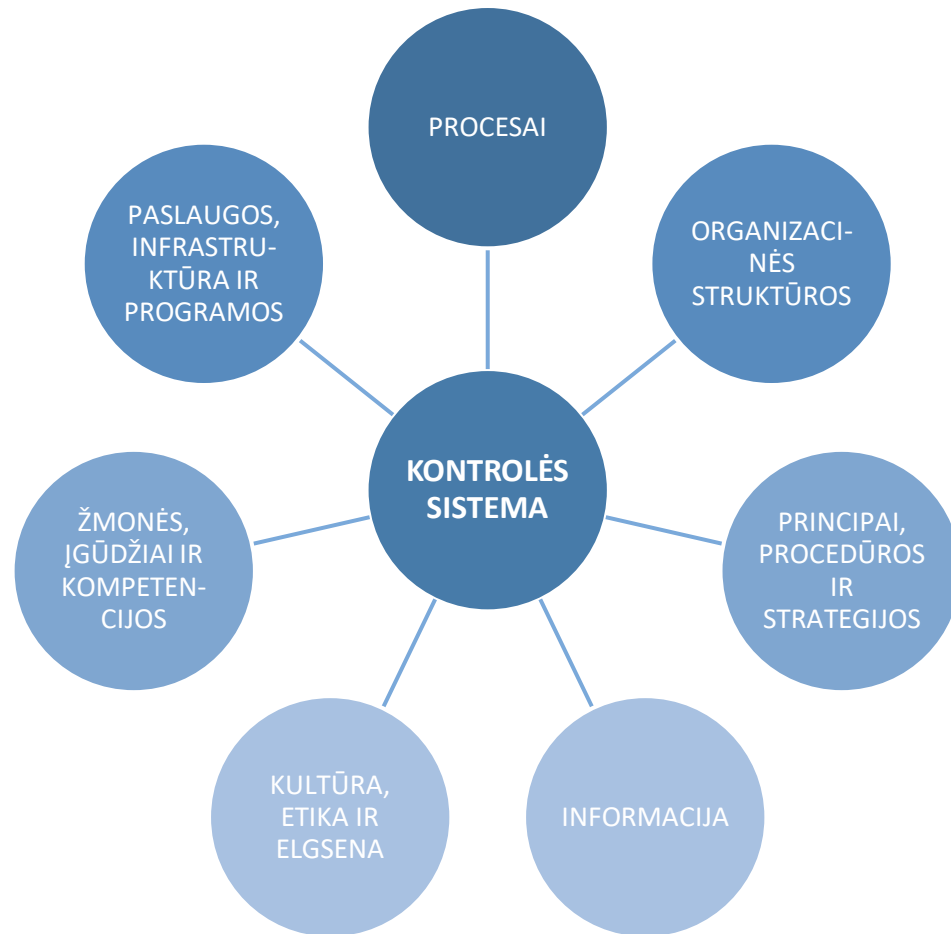 PROCESAI
PASLAUGOS,
INFRASTRU-
KTŪRA IR
PROGRAMOS
ORGANIZACI-
NĖS
STRUKTŪROS
KONTROLĖS
SISTEMA
ŽMONĖS,
ĮGŪDŽIAI IR
KOMPETEN-
CIJOS
PRINCIPAI,
PROCEDŪROS
IR
STRATEGIJOS
KULTŪRA,
ETIKA IR
ELGSENA
INFORMACIJA